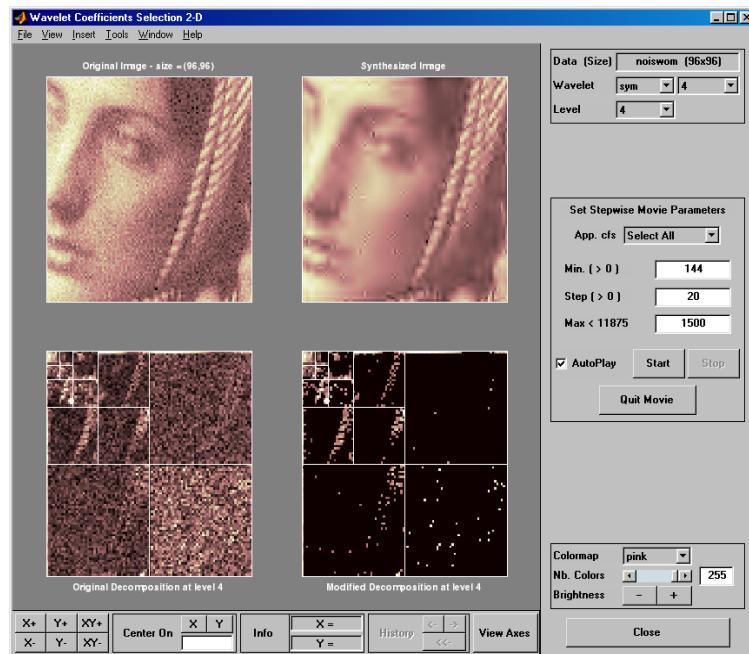 Wavelet Coefficients Selection 2-D
File View Insert Tools Window Help
Original Image - size = (96,96)
Synthesized Image
Original Decomposition at level 4
Modified Decomposition at level 4
Data (Size) noiswom (96x96)
Wavelet sym 4
Level 4
Set Stepwise Movie Parameters
App. cfs Select All
Min. ( > 0 ) 144
Step ( > 0 ) 20
Max < 11875 1500
AutoPlay Start Stop
Quit Movie
Colormap pink
Nb. Colors 255
Brightness - +
Close
X+ Y+ XY+
X- Y- XY-
Center On X Y
Info X =
Y =
History <- ->
<<-
View Axes